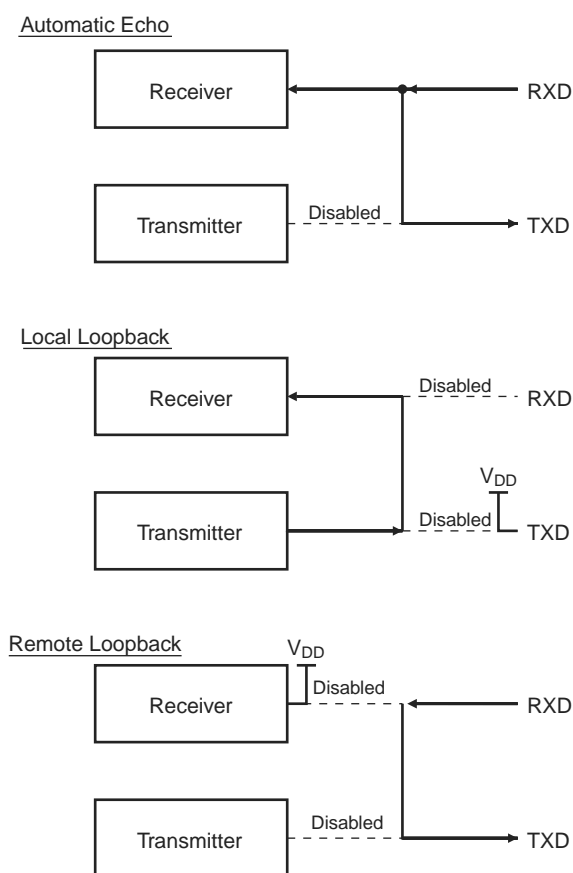 Automatic Echo
Receiver
RXD
Transmitter
Disabled
TXD
Local Loopback
Receiver
Disabled
RXD
VDD
Transmitter
Disabled
TXD
Remote Loopback
VDD
Receiver
Disabled
RXD
Transmitter
Disabled
TXD